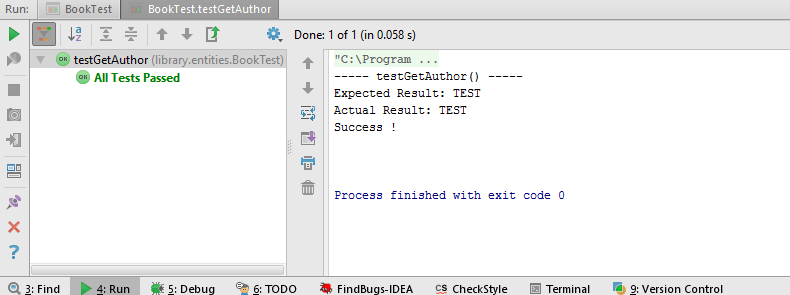 Run: BookTest BookTest.testGetAuthor
Done: 1 of 1 (in 0.058 s)
testGetAuthor (library.entities.BookTest)
All Tests Passed
"C:\Program ...
----- testGetAuthor() -----
Expected Result: TEST
Actual Result: TEST
Success !
Process finished with exit code 0
3: Find 4: Run 5: Debug 6: TODO FindBugs-IDEA CS CheckStyle Terminal 9: Version Control